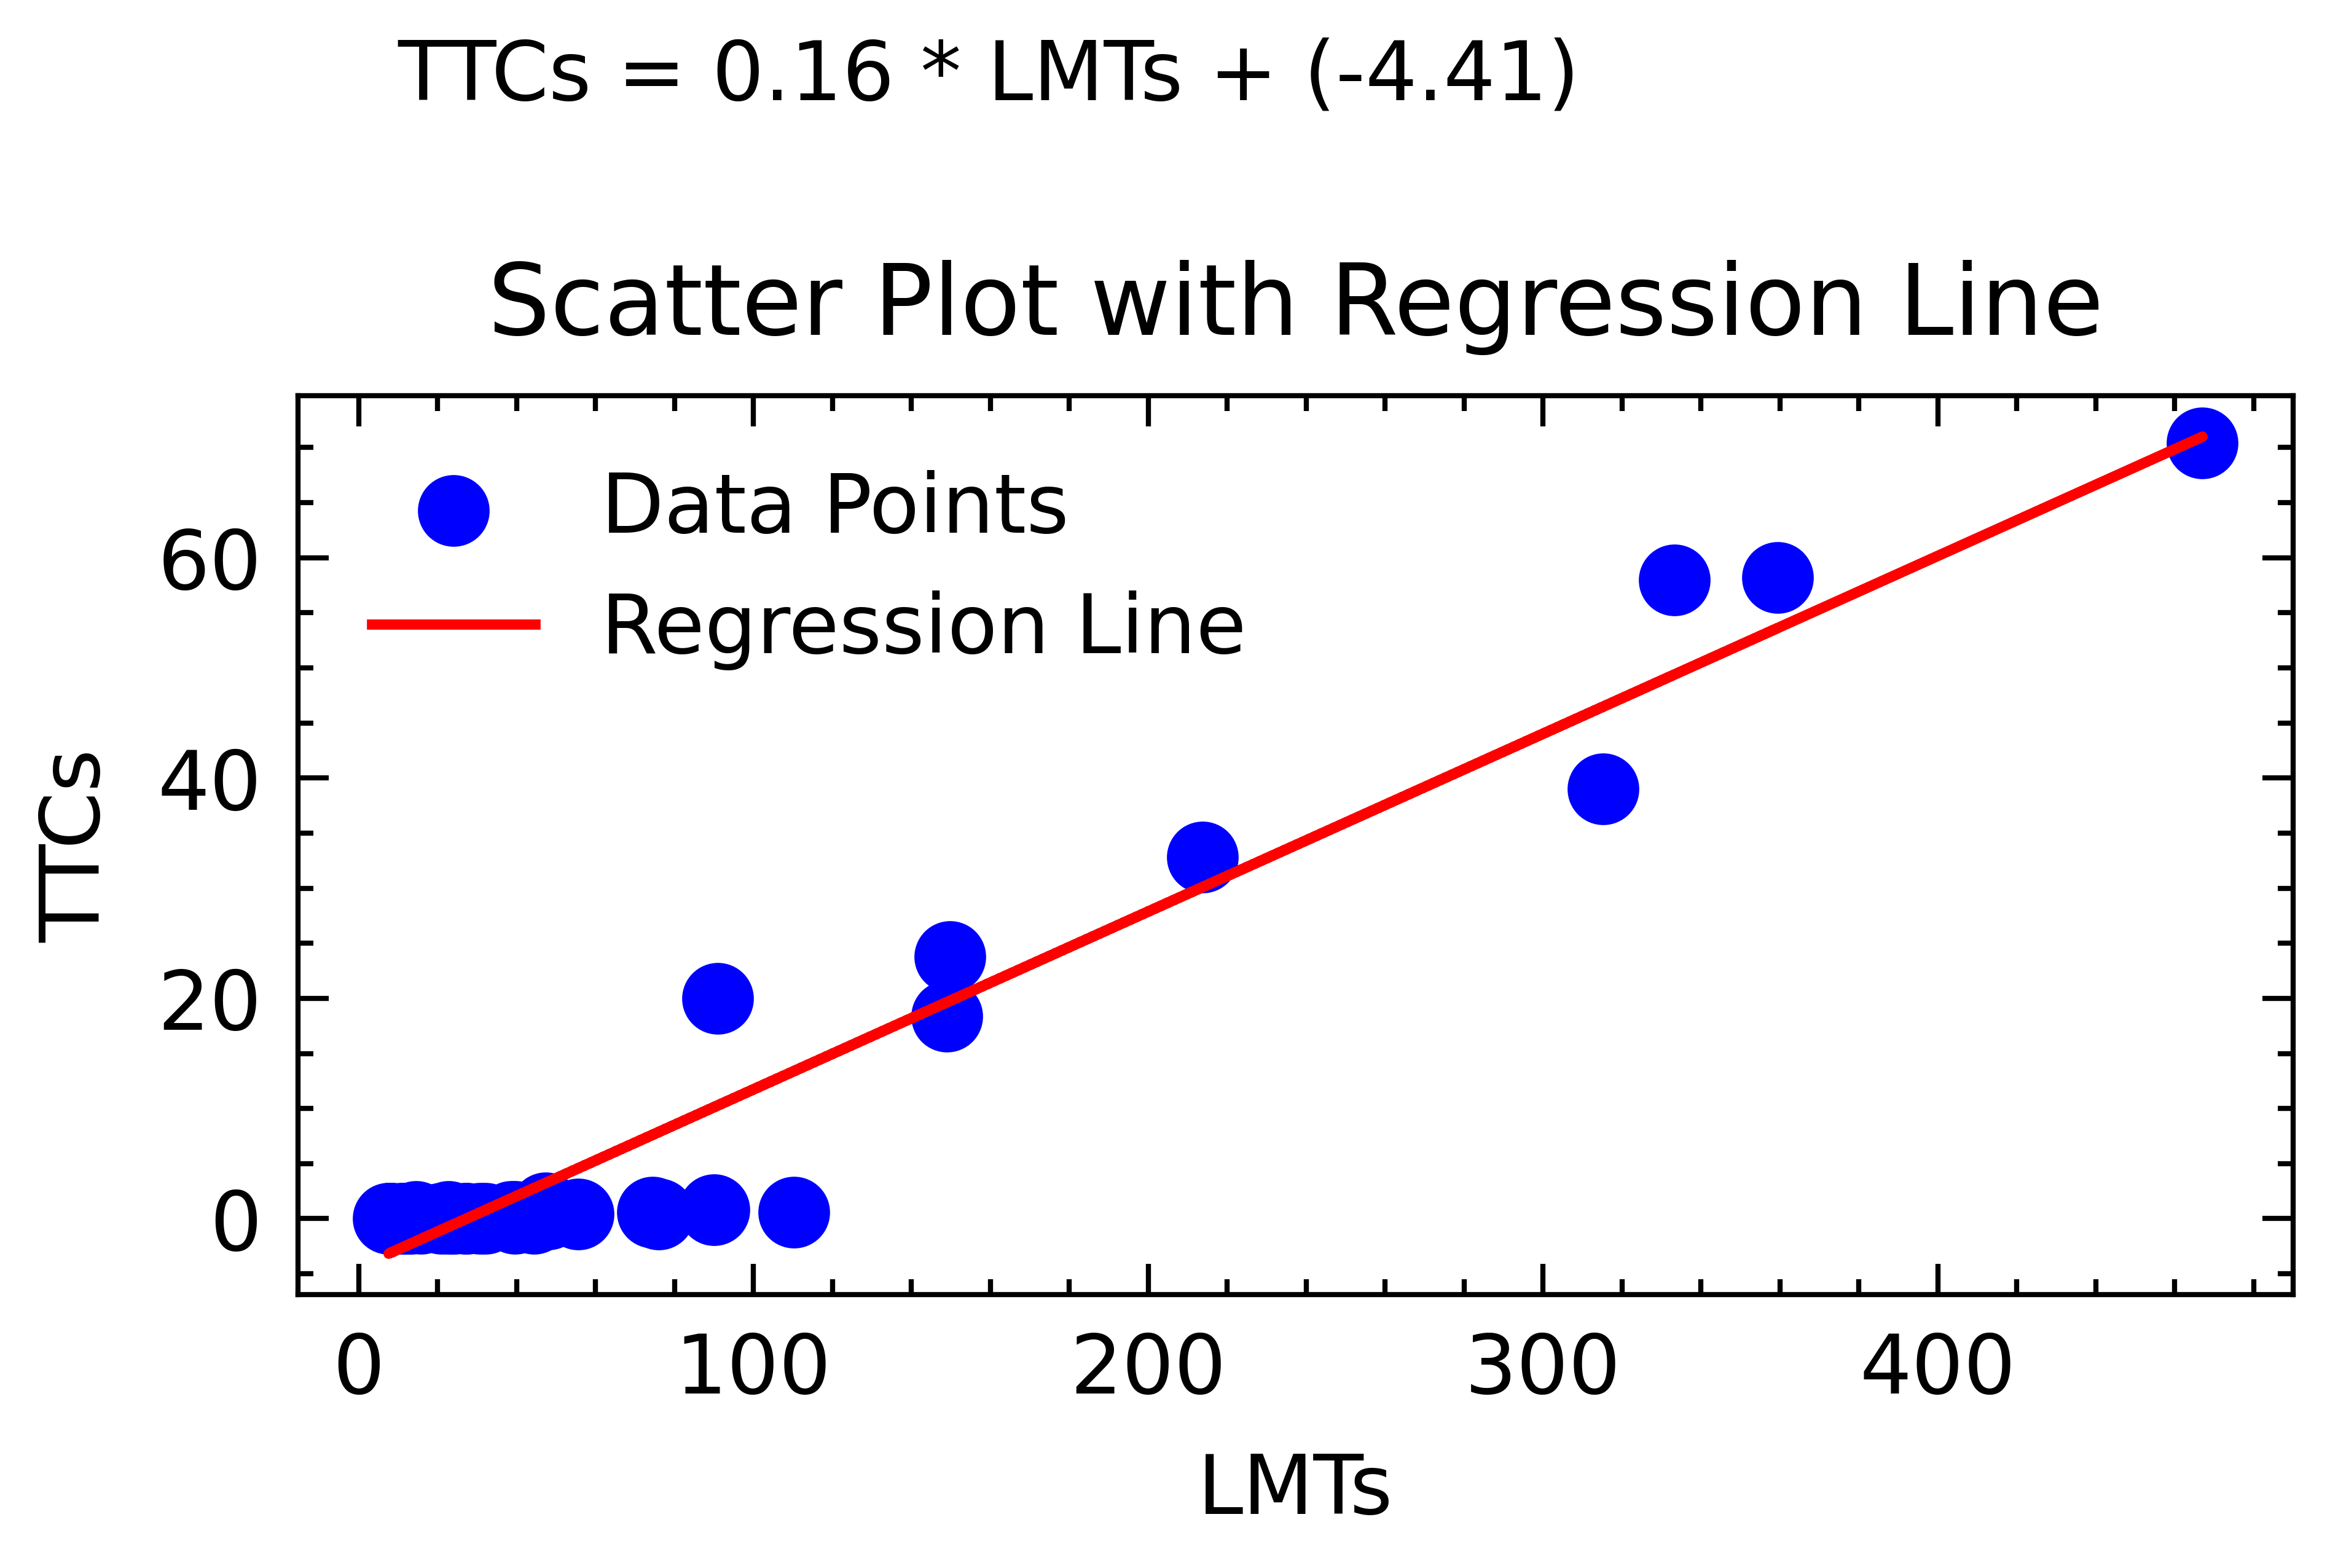 TTCs = 0.16 * LMTs + (-4.41)
Scatter Plot with Regression Line
Data Points
Regression Line
TTCs
60
40
20
0
0 100 200 300 400
LMTs